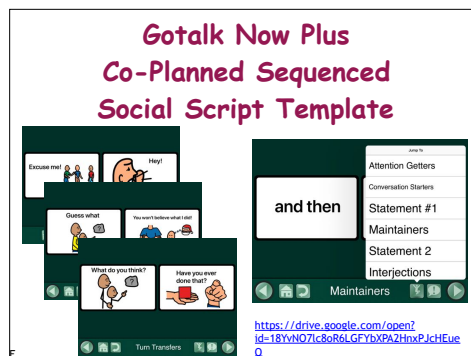 Gotalk Now Plus
Co-Planned Sequenced
Social Script Template
Excuse me!
Hey!
Guess what
You won't believe what I did!
What do you think?
Have you ever
done that?
Turn Transfers
and then
Jump To
Attention Getters
Conversation Starters
Statement #1
Maintainers
Statement 2
Interjections
Maintainers
https://drive.google.com/open?
id=18YvNO7lc8oR6LGFYbXPA2HnxPJcHEue
Q